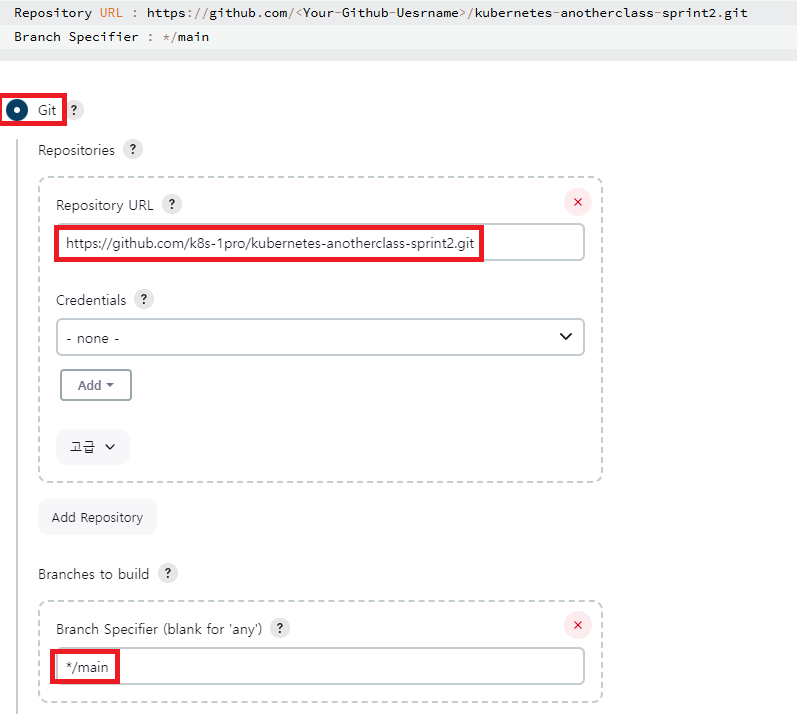 Repository URL : https://github.com/<Your-Github-Uesrname>/kubernetes-anotherclass-sprint2.git
Branch Specifier : */main
Git ?
Repositories ?
Repository URL ?
https://github.com/k8s-1pro/kubernetes-anotherclass-sprint2.git
Credentials ?
- none -
Add
고급
Add Repository
Branches to build ?
Branch Specifier (blank for 'any') ?
*/main